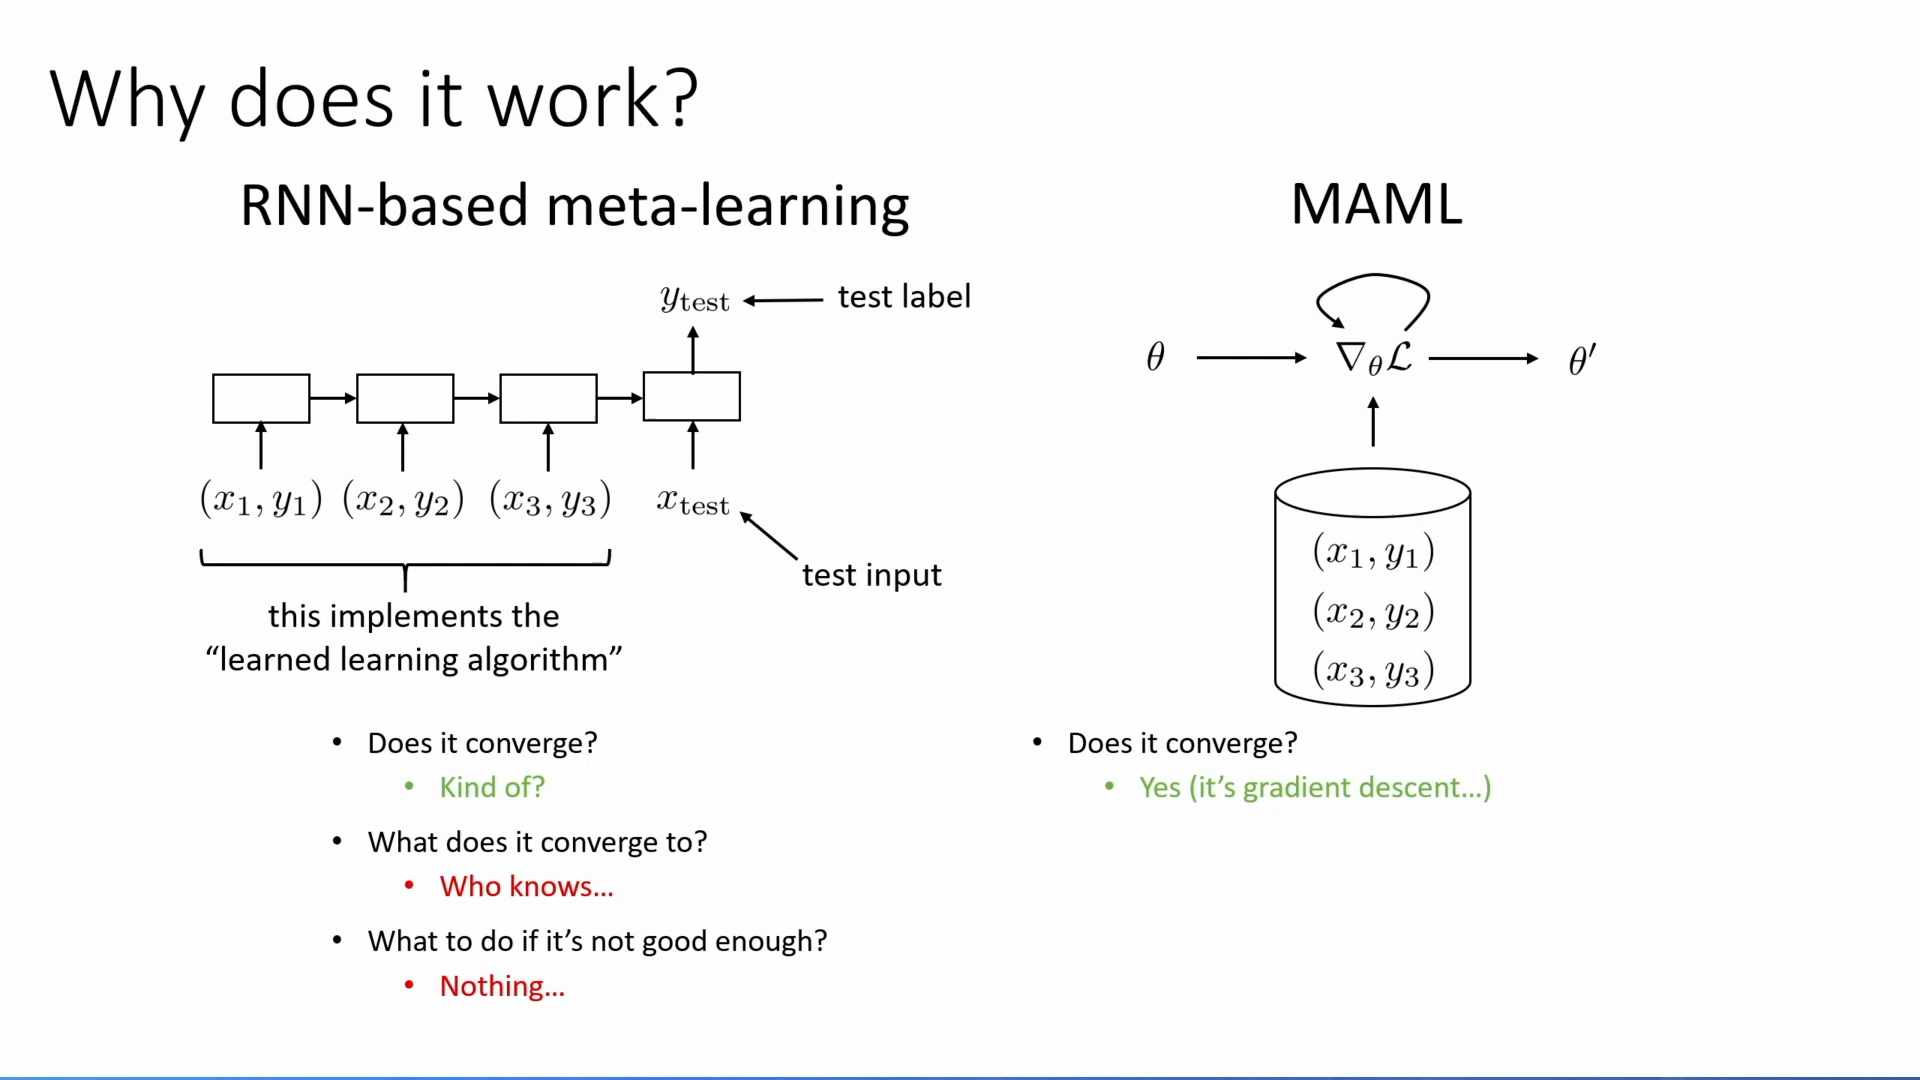 Why does it work?
RNN-based meta-learning
y_test
test label
(x_1, y_1) (x_2, y_2) (x_3, y_3) x_test
test input
this implements the
“learned learning algorithm”
• Does it converge?
• Kind of?
• What does it converge to?
• Who knows...
• What to do if it’s not good enough?
• Nothing...
MAML
θ ∇_θ ℒ θ′
(x_1, y_1)
(x_2, y_2)
(x_3, y_3)
• Does it converge?
• Yes (it’s gradient descent...)